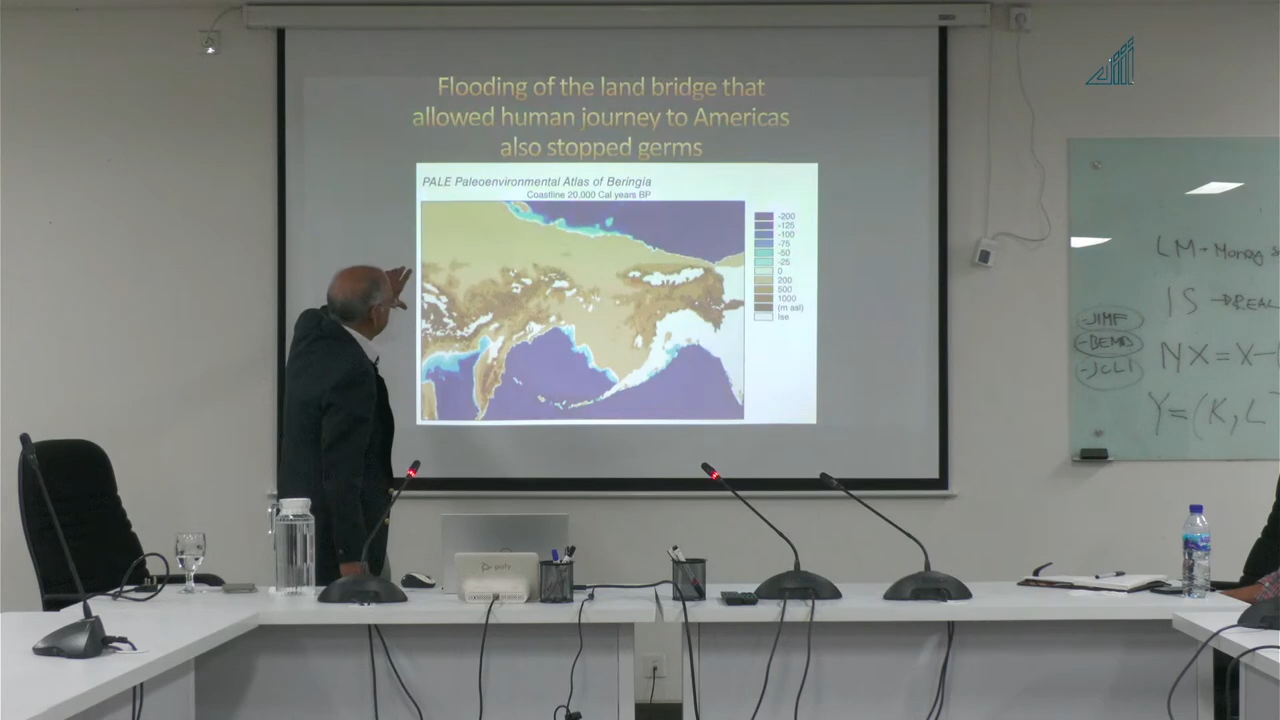 Flooding of the land bridge that
allowed human journey to Americas
also stopped germs
PALE Paleoenvironmental Atlas of Beringia
Coastline 20,000 Cal years BP
-200
-125
-100
-75
-50
-25
0
200
500
1000
(m asl)
Ice
LM - Money
IS → DREAL
- JIMF
- BEMD
- JCLI
NX = X -
Y = (K, L
poly